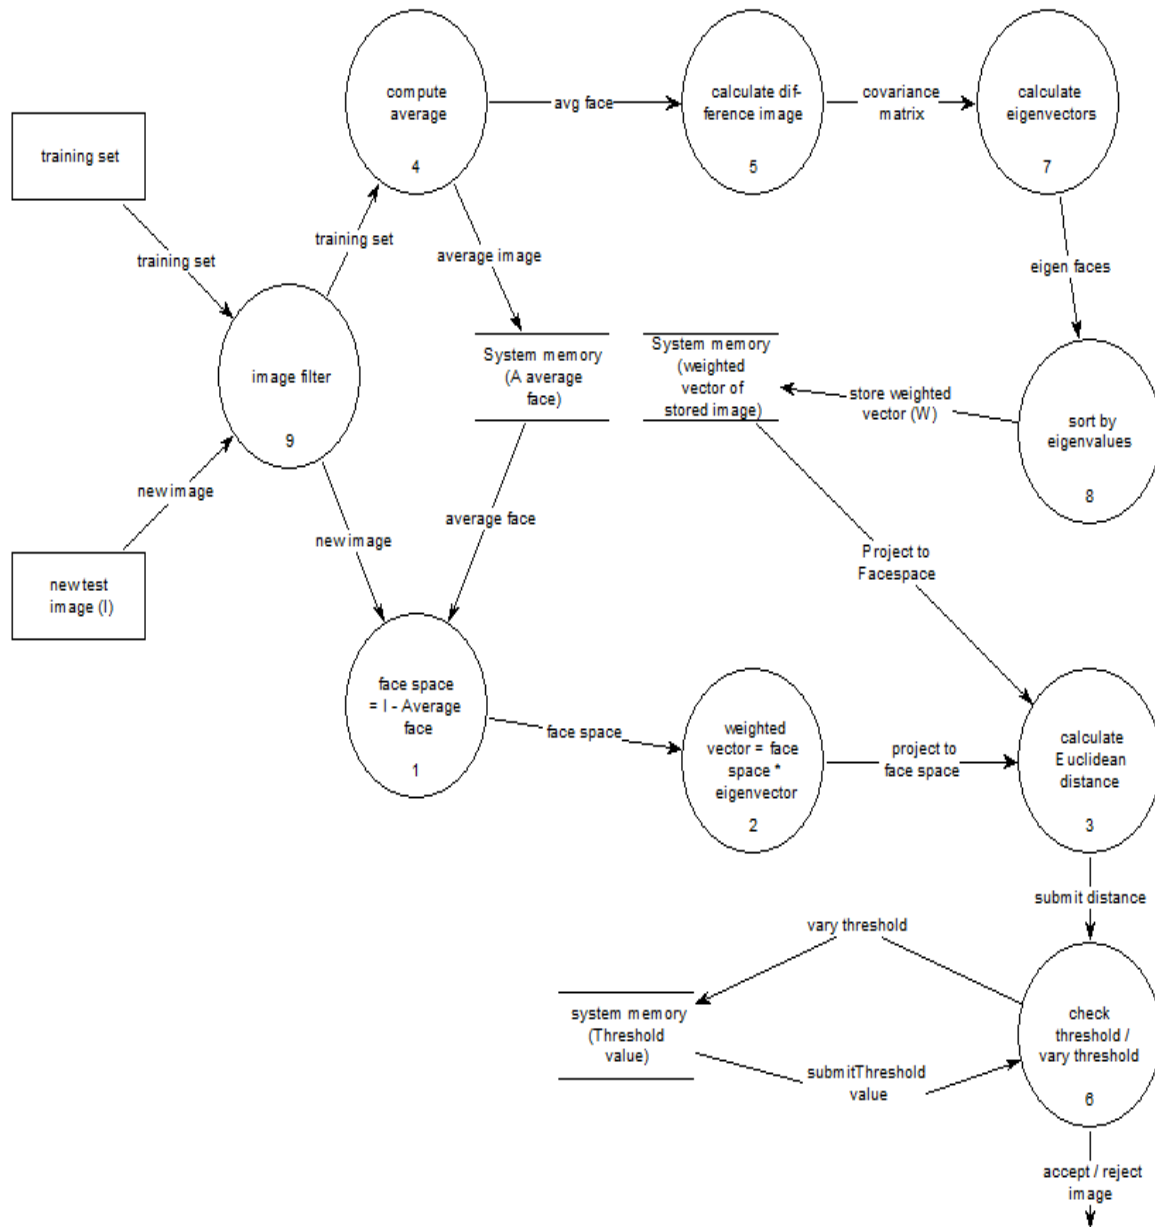 compute
average
4
avg face
calculate dif-
ference image
5
covariance
matrix
calculate
eigenvectors
7
training set
training set
training set
average image
eigen faces
image filter
9
System memory
(A average
face)
System memory
(weighted
vector of
stored image)
store weighted
vector (W)
sort by
eigenvalues
8
new image
new image
average face
Project to
Facespace
new test
image (I)
face space
= I - Average
face
1
face space
weighted
vector = face
space *
eigenvector
2
project to
face space
calculate
Euclidean
distance
3
submit distance
vary threshold
system memory
(Threshold
value)
submitThreshold
value
check
threshold /
vary threshold
6
accept / reject
image